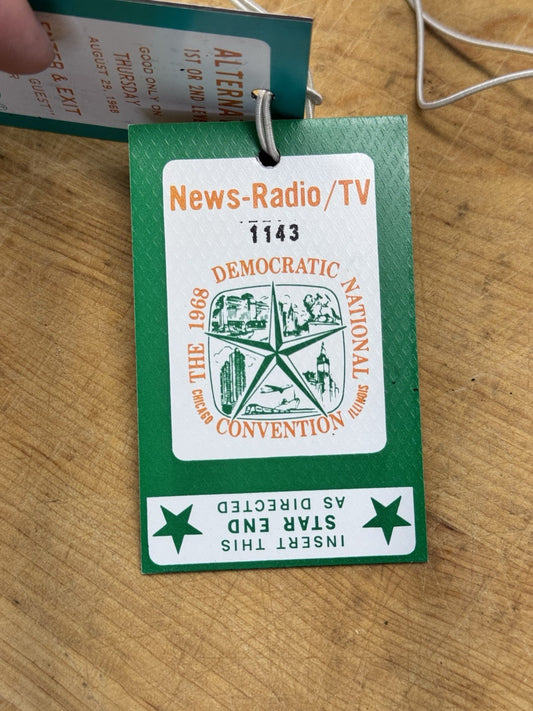 ALTERNA
1ST OR 2ND
GOOD ONLY ON
THURSDAY
AUGUST 29, 1968
& EXIT
GUEST
News-Radio/TV
1143
THE 1968 DEMOCRATIC NATIONAL
CONVENTION
CHICAGO
ILLINOIS
INSERT THIS
STAR END
AS DIRECTED